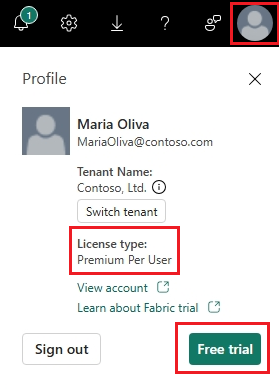 1
Profile
Maria Oliva
MariaOliva@contoso.com
Tenant Name:
Contoso, Ltd.
Switch tenant
License type:
Premium Per User
View account
Learn about Fabric trial
Sign out
Free trial